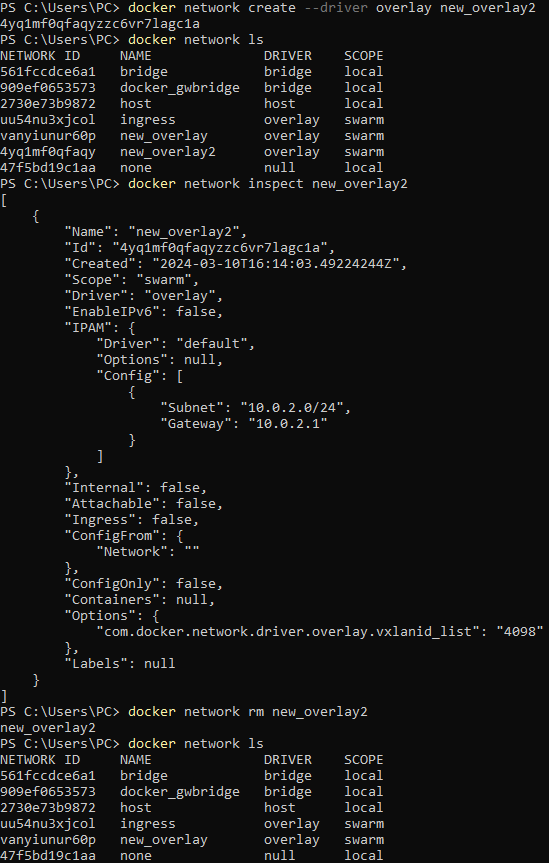 PS C:\Users\PC> docker network create --driver overlay new_overlay2
4yq1mf0qfaqyzzc6vr7lagc1a
PS C:\Users\PC> docker network ls
NETWORK ID     NAME              DRIVER    SCOPE
561fccdce6a1   bridge            bridge    local
909ef0653573   docker_gwbridge   bridge    local
2730e73b9872   host              host      local
uu54nu3xjcol   ingress           overlay   swarm
vanyiunur60p   new_overlay       overlay   swarm
4yq1mf0qfaqy   new_overlay2      overlay   swarm
47f5bd19c1aa   none              null      local
PS C:\Users\PC> docker network inspect new_overlay2
[
    {
        "Name": "new_overlay2",
        "Id": "4yq1mf0qfaqyzzc6vr7lagc1a",
        "Created": "2024-03-10T16:14:03.49224244Z",
        "Scope": "swarm",
        "Driver": "overlay",
        "EnableIPv6": false,
        "IPAM": {
            "Driver": "default",
            "Options": null,
            "Config": [
                {
                    "Subnet": "10.0.2.0/24",
                    "Gateway": "10.0.2.1"
                }
            ]
        },
        "Internal": false,
        "Attachable": false,
        "Ingress": false,
        "ConfigFrom": {
            "Network": ""
        },
        "ConfigOnly": false,
        "Containers": null,
        "Options": {
            "com.docker.network.driver.overlay.vxlanid_list": "4098"
        },
        "Labels": null
    }
]
PS C:\Users\PC> docker network rm new_overlay2
new_overlay2
PS C:\Users\PC> docker network ls
NETWORK ID     NAME              DRIVER    SCOPE
561fccdce6a1   bridge            bridge    local
909ef0653573   docker_gwbridge   bridge    local
2730e73b9872   host              host      local
uu54nu3xjcol   ingress           overlay   swarm
vanyiunur60p   new_overlay       overlay   swarm
47f5bd19c1aa   none              null      local